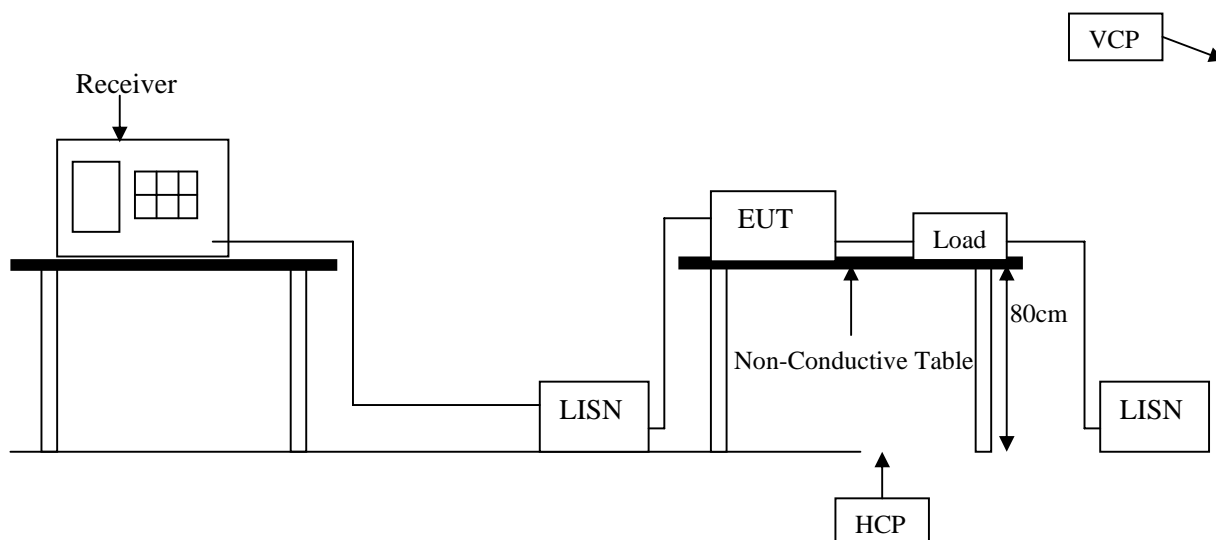 VCP
Receiver
EUT
Load
80cm
Non-Conductive Table
LISN
LISN
HCP